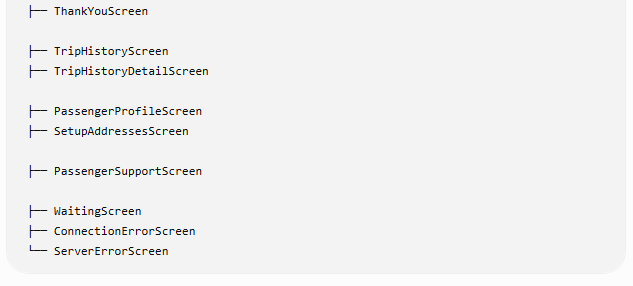 ├── ThankYouScreen
├── TripHistoryScreen
├── TripHistoryDetailScreen
├── PassengerProfileScreen
├── SetupAddressesScreen
├── PassengerSupportScreen
├── WaitingScreen
├── ConnectionErrorScreen
└── ServerErrorScreen